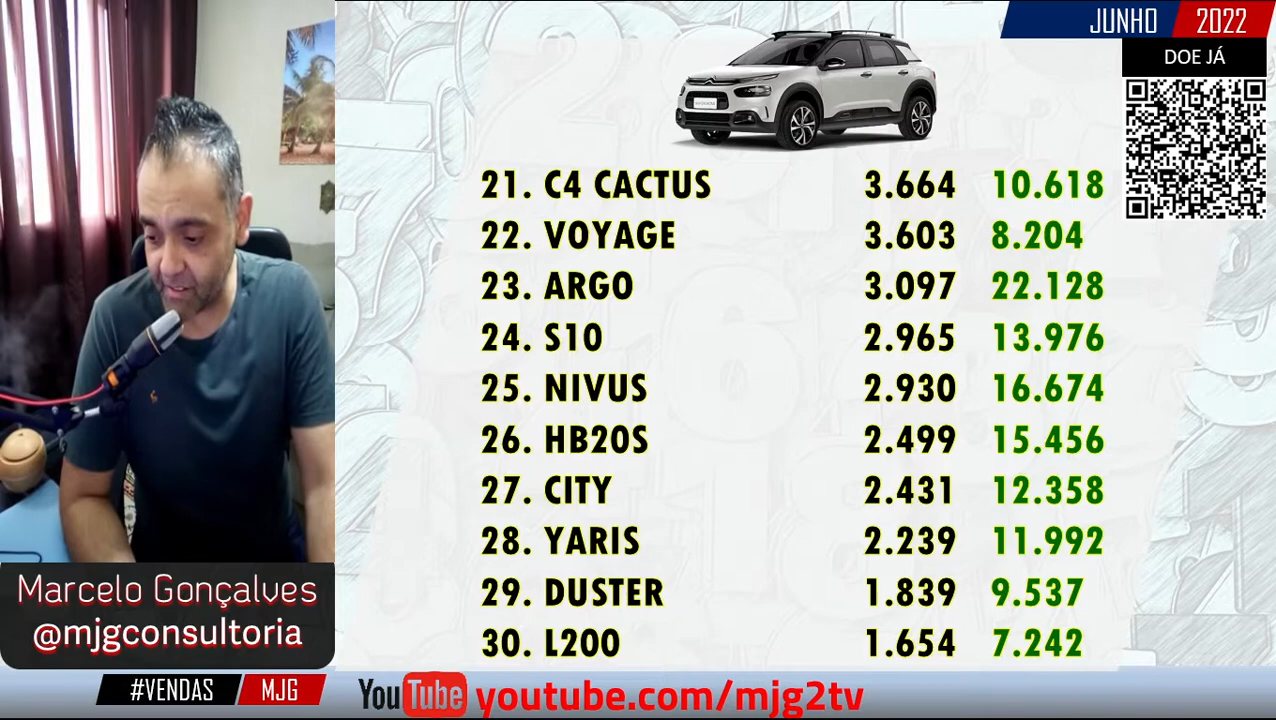 JUNHO 2022
DOE JÁ
21. C4 CACTUS 3.664 10.618
22. VOYAGE 3.603 8.204
23. ARGO 3.097 22.128
24. S10 2.965 13.976
25. NIVUS 2.930 16.674
26. HB20S 2.499 15.456
27. CITY 2.431 12.358
28. YARIS 2.239 11.992
29. DUSTER 1.839 9.537
30. L200 1.654 7.242
Marcelo Gonçalves
@mjgconsultoria
#VENDAS MJG YouTube youtube.com/mjg2tv